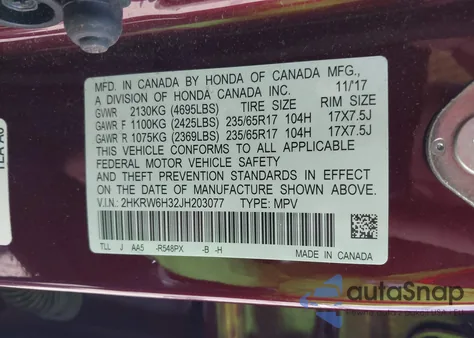 MFD. IN CANADA BY HONDA OF CANADA MFG.,
A DIVISION OF HONDA CANADA INC. 11/'17
GVWR 2130KG (4695LBS) TIRE SIZE RIM SIZE
GAWR F 1100KG (2425LBS) 235/65R17 104H 17X7.5J
GAWR R 1075KG (2369LBS) 235/65R17 104H 17X7.5J
THIS VEHICLE CONFORMS TO ALL APPLICABLE
FEDERAL MOTOR VEHICLE SAFETY
AND THEFT PREVENTION STANDARDS IN EFFECT
ON THE DATE OF MANUFACTURE SHOWN ABOVE.
V.I.N.: 2HKRW6H32JH203077 TYPE: MPV
TLL J AA5 -R548PX -B -H
MADE IN CANADA
autoSnap